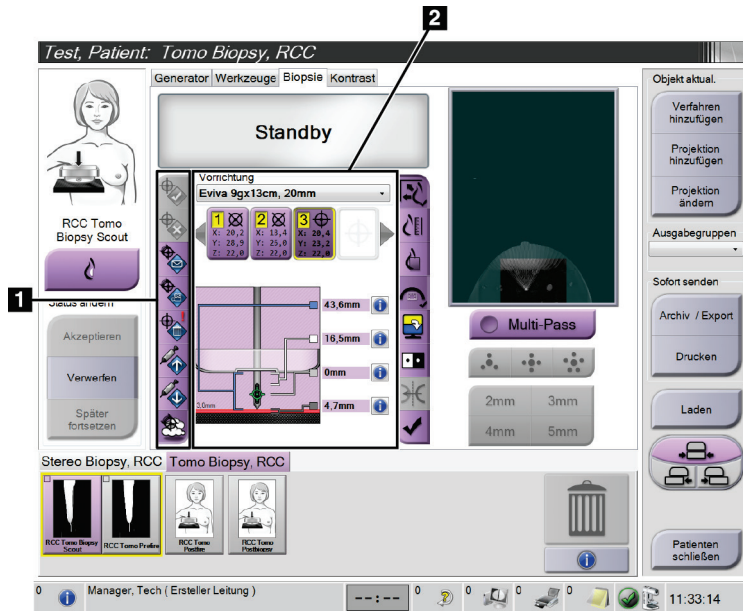 2
Test, Patient: Tomo Biopsy, RCC
Generator Werkzeuge Biopsie Kontrast
Objekt aktual.
Standby
Verfahren
hinzufügen
Projektion
hinzufügen
Projektion
ändern
Vorrichtung
Eviva 9gx13cm, 20mm
1 2 3
X: 20,2 X: 13,4 X: 20,4
Y: 28,9 Y: 25,0 Y: 23,2
Z: 22,0 Z: 22,0 Z: 22,0
RCC Tomo
Biopsy Scout
Ausgabegruppen
Sofort senden
1
Status ändern
Akzeptieren
Verwerfen
Später
fortsetzen
43,6mm
16,5mm
0mm
4,7mm
3,0mm
Multi-Pass
2mm 3mm
4mm 5mm
Archiv / Export
Drucken
Laden
Stereo Biopsy, RCC Tomo Biopsy, RCC
RCC Tomo Biopsy
Scout
RCC Tomo Prefire
RCC Tomo
Postfire
RCC Tomo
Postbiopsy
Patienten
schließen
0 Manager, Tech ( Ersteller Leitung ) --:-- 0 0 0 11:33:14